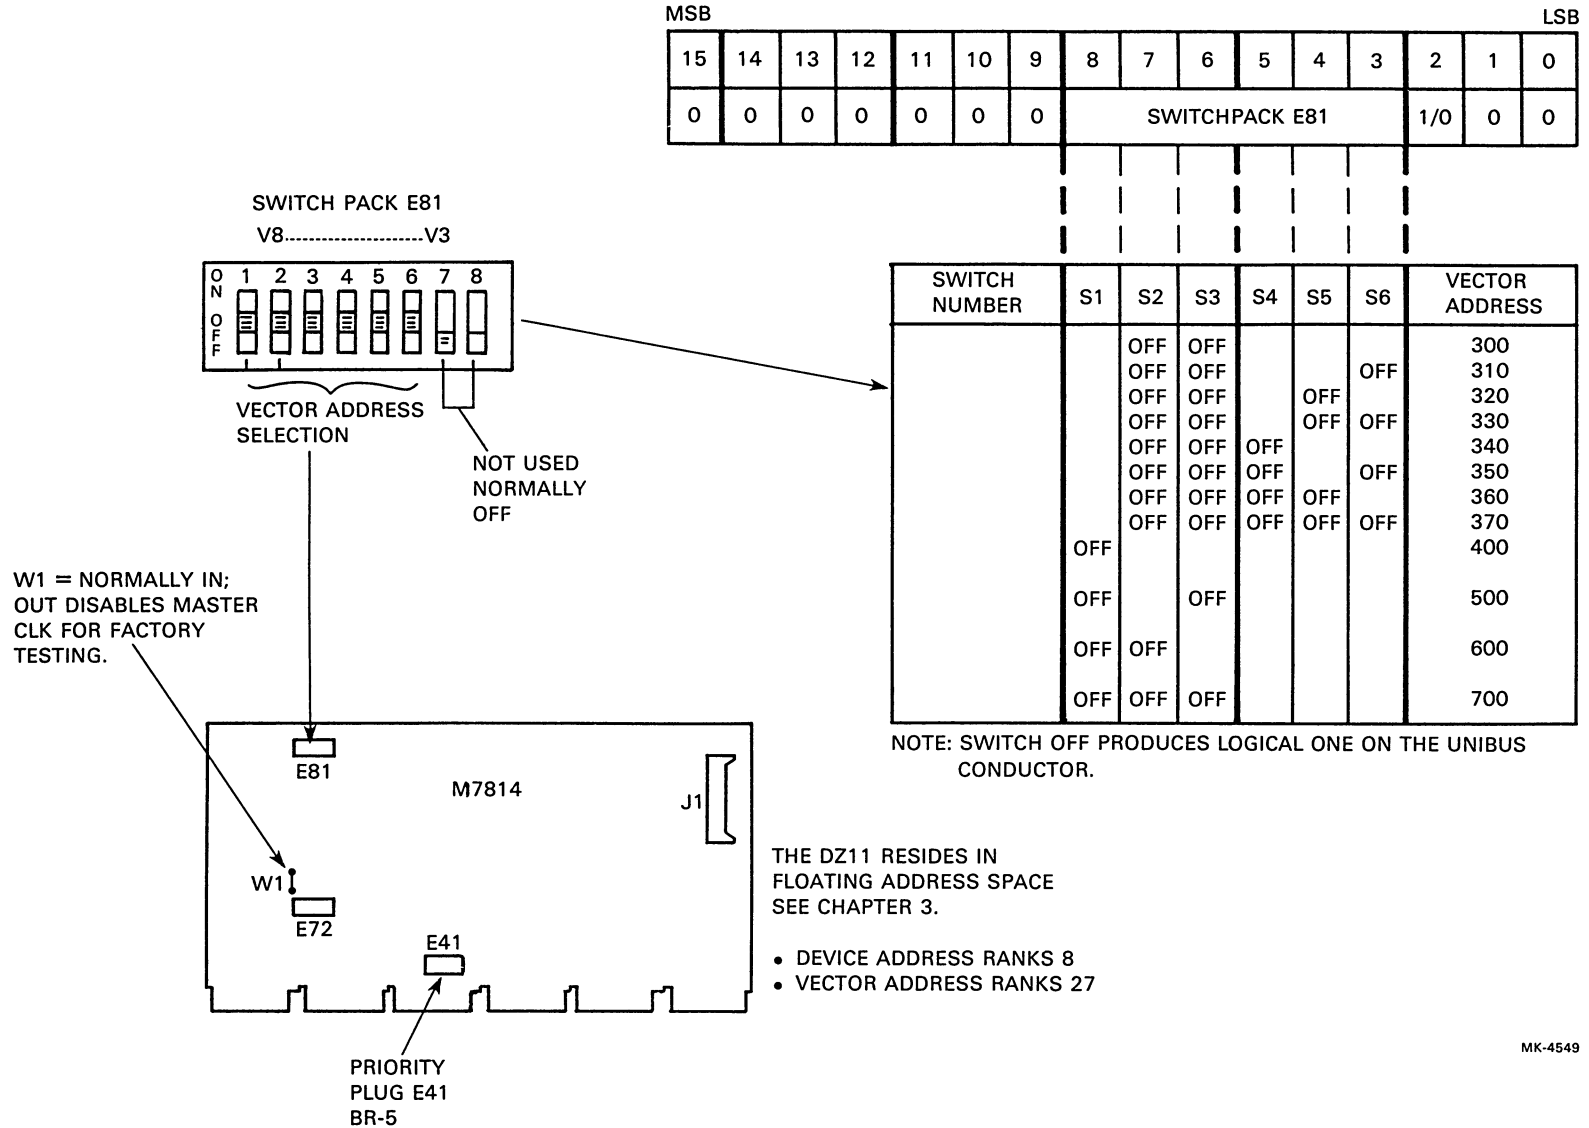 MSB LSB
15 14 13 12 11 10 9 8 7 6 5 4 3 2 1 0
0 0 0 0 0 0 0 SWITCHPACK E81 1/0 0 0
SWITCH PACK E81
V8.......................V3
ON OFF
1 2 3 4 5 6 7 8
VECTOR ADDRESS
SELECTION
NOT USED
NORMALLY
OFF
SWITCH
NUMBER
S1 S2 S3 S4 S5 S6
VECTOR
ADDRESS
OFF OFF 300
OFF OFF OFF 310
OFF OFF OFF 320
OFF OFF OFF OFF 330
OFF OFF OFF 340
OFF OFF OFF OFF 350
OFF OFF OFF OFF 360
OFF OFF OFF OFF OFF 370
OFF 400
OFF OFF 500
OFF OFF 600
OFF OFF OFF 700
NOTE: SWITCH OFF PRODUCES LOGICAL ONE ON THE UNIBUS
CONDUCTOR.
W1 = NORMALLY IN;
OUT DISABLES MASTER
CLK FOR FACTORY
TESTING.
E81
M7814
J1
W1
E72
E41
THE DZ11 RESIDES IN
FLOATING ADDRESS SPACE
SEE CHAPTER 3.
• DEVICE ADDRESS RANKS 8
• VECTOR ADDRESS RANKS 27
PRIORITY
PLUG E41
BR-5
MK-4549